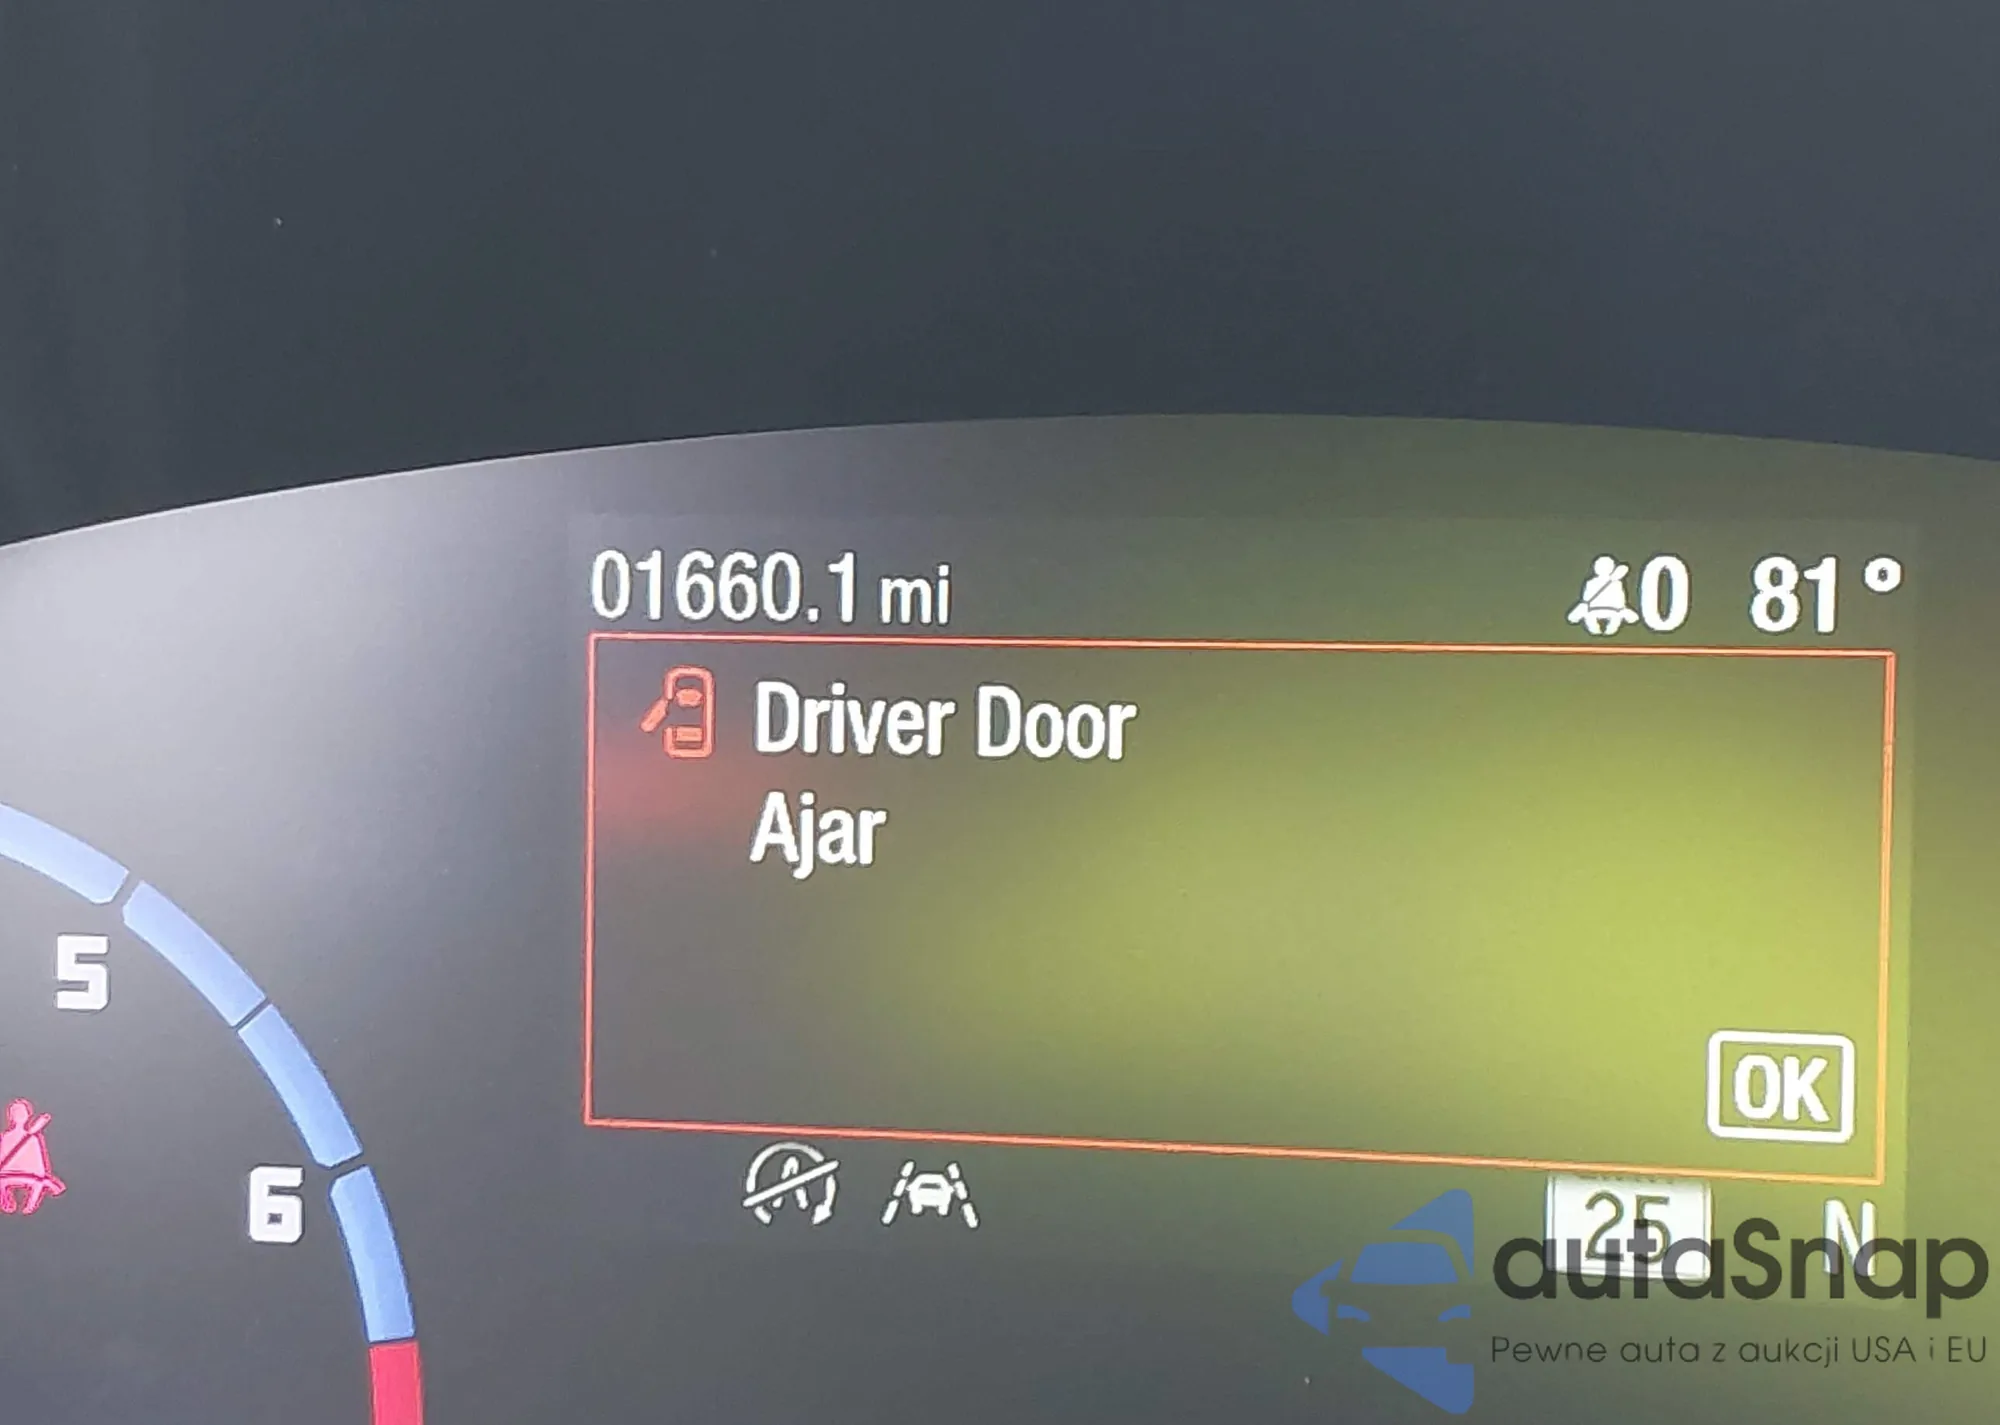 01660.1 mi 0 81°
Driver Door
Ajar
OK
5
6
25 N
autaSnap
Pewne auta z aukcji USA i EU